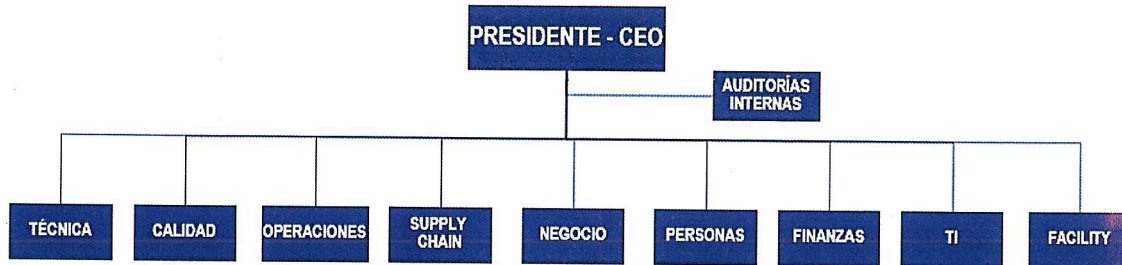 PRESIDENTE - CEO
AUDITORÍAS
INTERNAS
TÉCNICA
CALIDAD
OPERACIONES
SUPPLY
CHAIN
NEGOCIO
PERSONAS
FINANZAS
TI
FACILITY